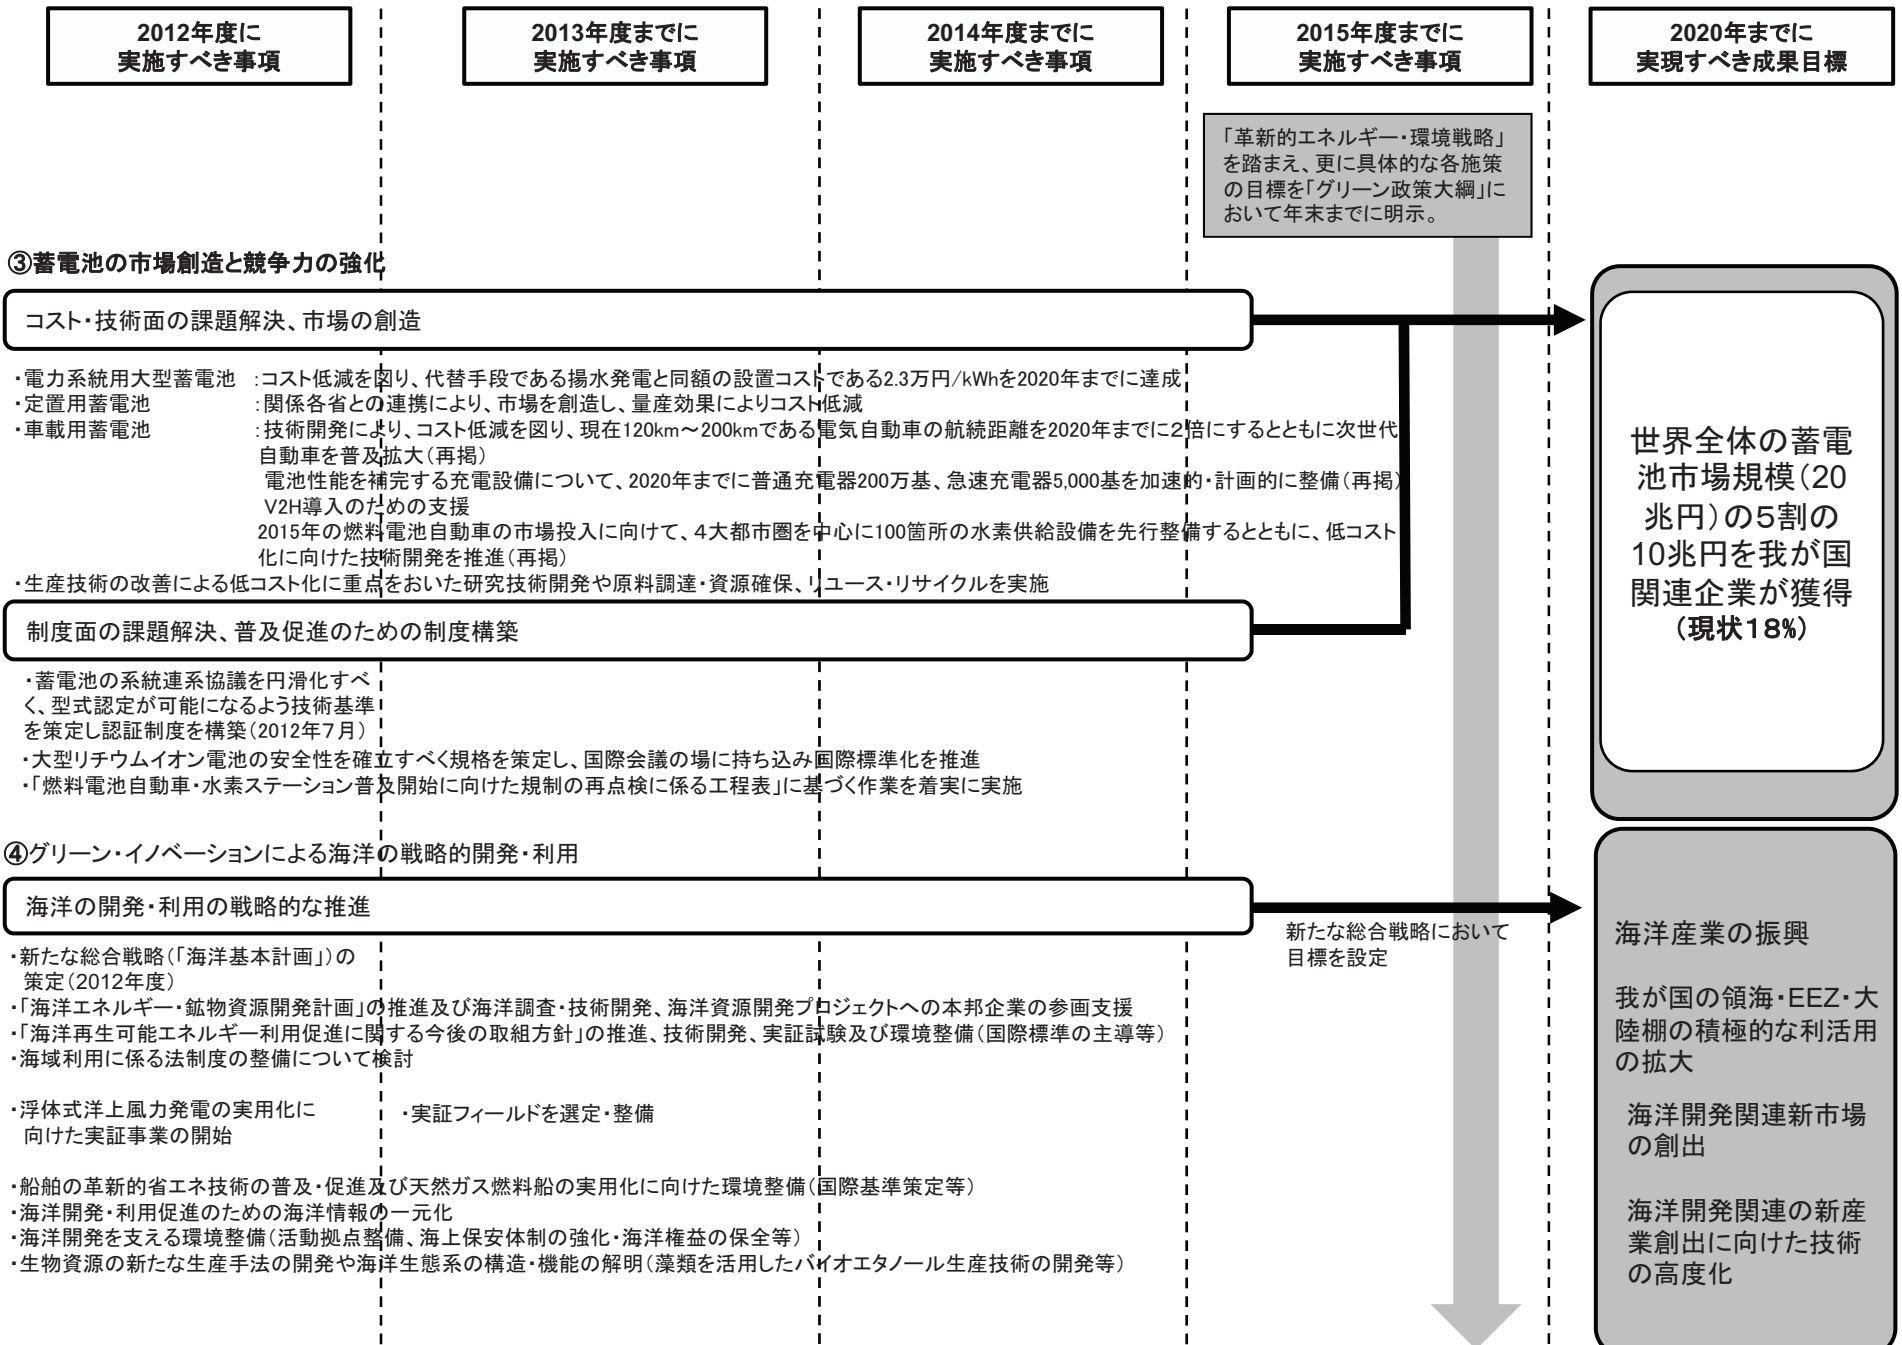 2012年度に
実施すべき事項
2013年度までに
実施すべき事項
2014年度までに
実施すべき事項
2015年度までに
実施すべき事項
2020年までに
実現すべき成果目標
「革新的エネルギー・環境戦略」
を踏まえ、更に具体的な各施策
の目標を「グリーン政策大綱」に
おいて年末までに明示。
③蓄電池の市場創造と競争力の強化
コスト・技術面の課題解決、市場の創造
・電力系統用大型蓄電池 :コスト低減を図り、代替手段である揚水発電と同額の設置コストである2.3万円/kWhを2020年までに達成
・定置用蓄電池 :関係各省との連携により、市場を創造し、量産効果によりコスト低減
・車載用蓄電池 :技術開発により、コスト低減を図り、現在120km～200kmである電気自動車の航続距離を2020年までに2倍にするとともに次世代
自動車を普及拡大(再掲)
電池性能を補完する充電設備について、2020年までに普通充電器200万基、急速充電器5,000基を加速的・計画的に整備(再掲)
V2H導入のための支援
2015年の燃料電池自動車の市場投入に向けて、4大都市圏を中心に100箇所の水素供給設備を先行整備するとともに、低コスト
化に向けた技術開発を推進(再掲)
・生産技術の改善による低コスト化に重点をおいた研究技術開発や原料調達・資源確保、リユース・リサイクルを実施
制度面の課題解決、普及促進のための制度構築
・蓄電池の系統連系協議を円滑化すべ
く、型式認定が可能になるよう技術基準
を策定し認証制度を構築(2012年7月)
・大型リチウムイオン電池の安全性を確立すべく規格を策定し、国際会議の場に持ち込み国際標準化を推進
・「燃料電池自動車・水素ステーション普及開始に向けた規制の再点検に係る工程表」に基づく作業を着実に実施
世界全体の蓄電
池市場規模(20
兆円)の5割の
10兆円を我が国
関連企業が獲得
(現状18%)
④グリーン・イノベーションによる海洋の戦略的開発・利用
海洋の開発・利用の戦略的な推進
新たな総合戦略において
目標を設定
・新たな総合戦略(「海洋基本計画」)の
策定(2012年度)
・「海洋エネルギー・鉱物資源開発計画」の推進及び海洋調査・技術開発、海洋資源開発プロジェクトへの本邦企業の参画支援
・「海洋再生可能エネルギー利用促進に関する今後の取組方針」の推進、技術開発、実証試験及び環境整備(国際標準の主導等)
・海域利用に係る法制度の整備について検討
・浮体式洋上風力発電の実用化に
向けた実証事業の開始
・実証フィールドを選定・整備
・船舶の革新的省エネ技術の普及・促進及び天然ガス燃料船の実用化に向けた環境整備(国際基準策定等)
・海洋開発・利用促進のための海洋情報の一元化
・海洋開発を支える環境整備(活動拠点整備、海上保安体制の強化・海洋権益の保全等)
・生物資源の新たな生産手法の開発や海洋生態系の構造・機能の解明(藻類を活用したバイオエタノール生産技術の開発等)
海洋産業の振興
我が国の領海・EEZ・大
陸棚の積極的な利活用
の拡大
海洋開発関連新市場
の創出
海洋開発関連の新産
業創出に向けた技術
の高度化